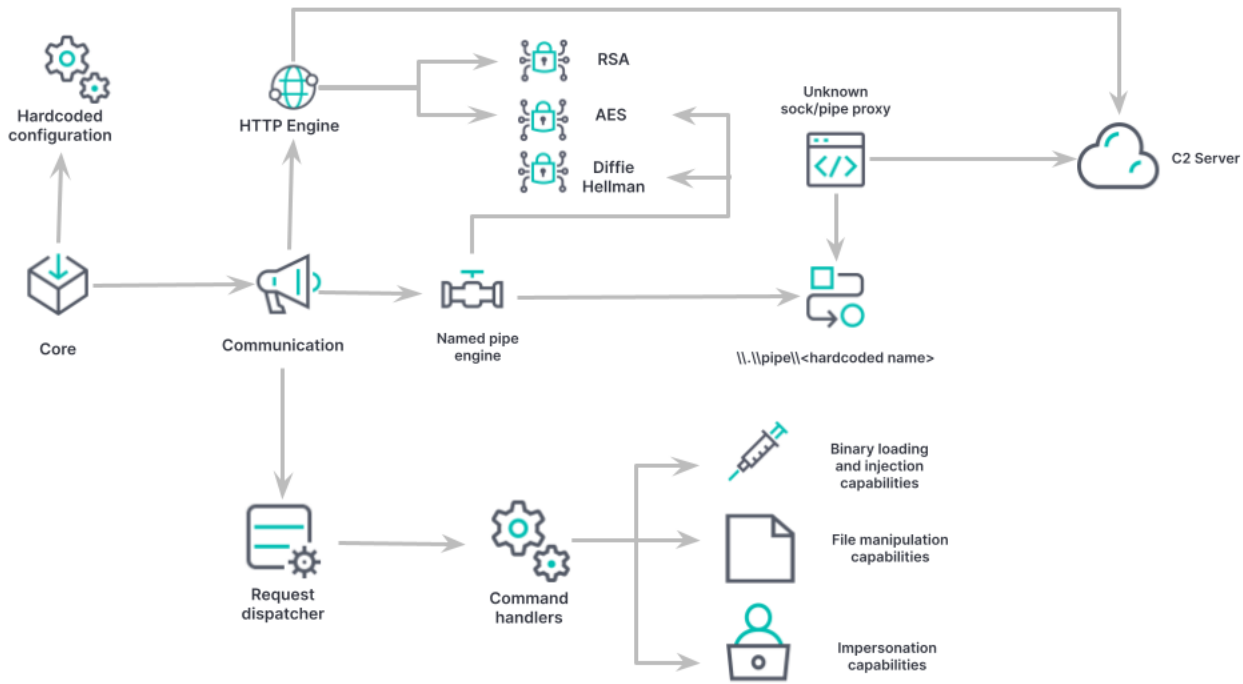 Hardcoded
configuration
HTTP Engine
RSA
AES
Diffie
Hellman
Unknown
sock/pipe proxy
C2 Server
Core
Communication
Named pipe
engine
\\.\\pipe\\<hardcoded name>
Request
dispatcher
Command
handlers
Binary loading
and injection
capabilities
File manipulation
capabilities
Impersonation
capabilities